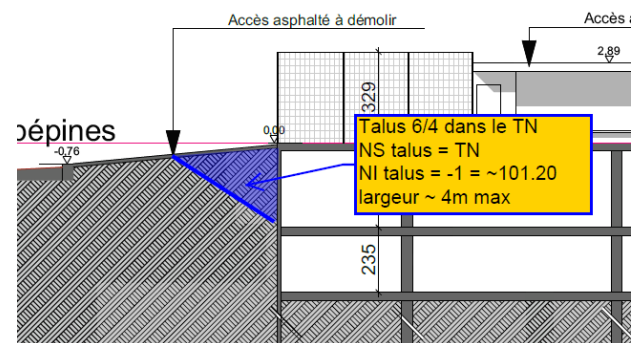 Accès asphalté à démolir
Accès
2,89
329
pépines
0,00
-0,76
Talus 6/4 dans le TN
NS talus = TN
NI talus = -1 = ~101.20
largeur ~ 4m max
235